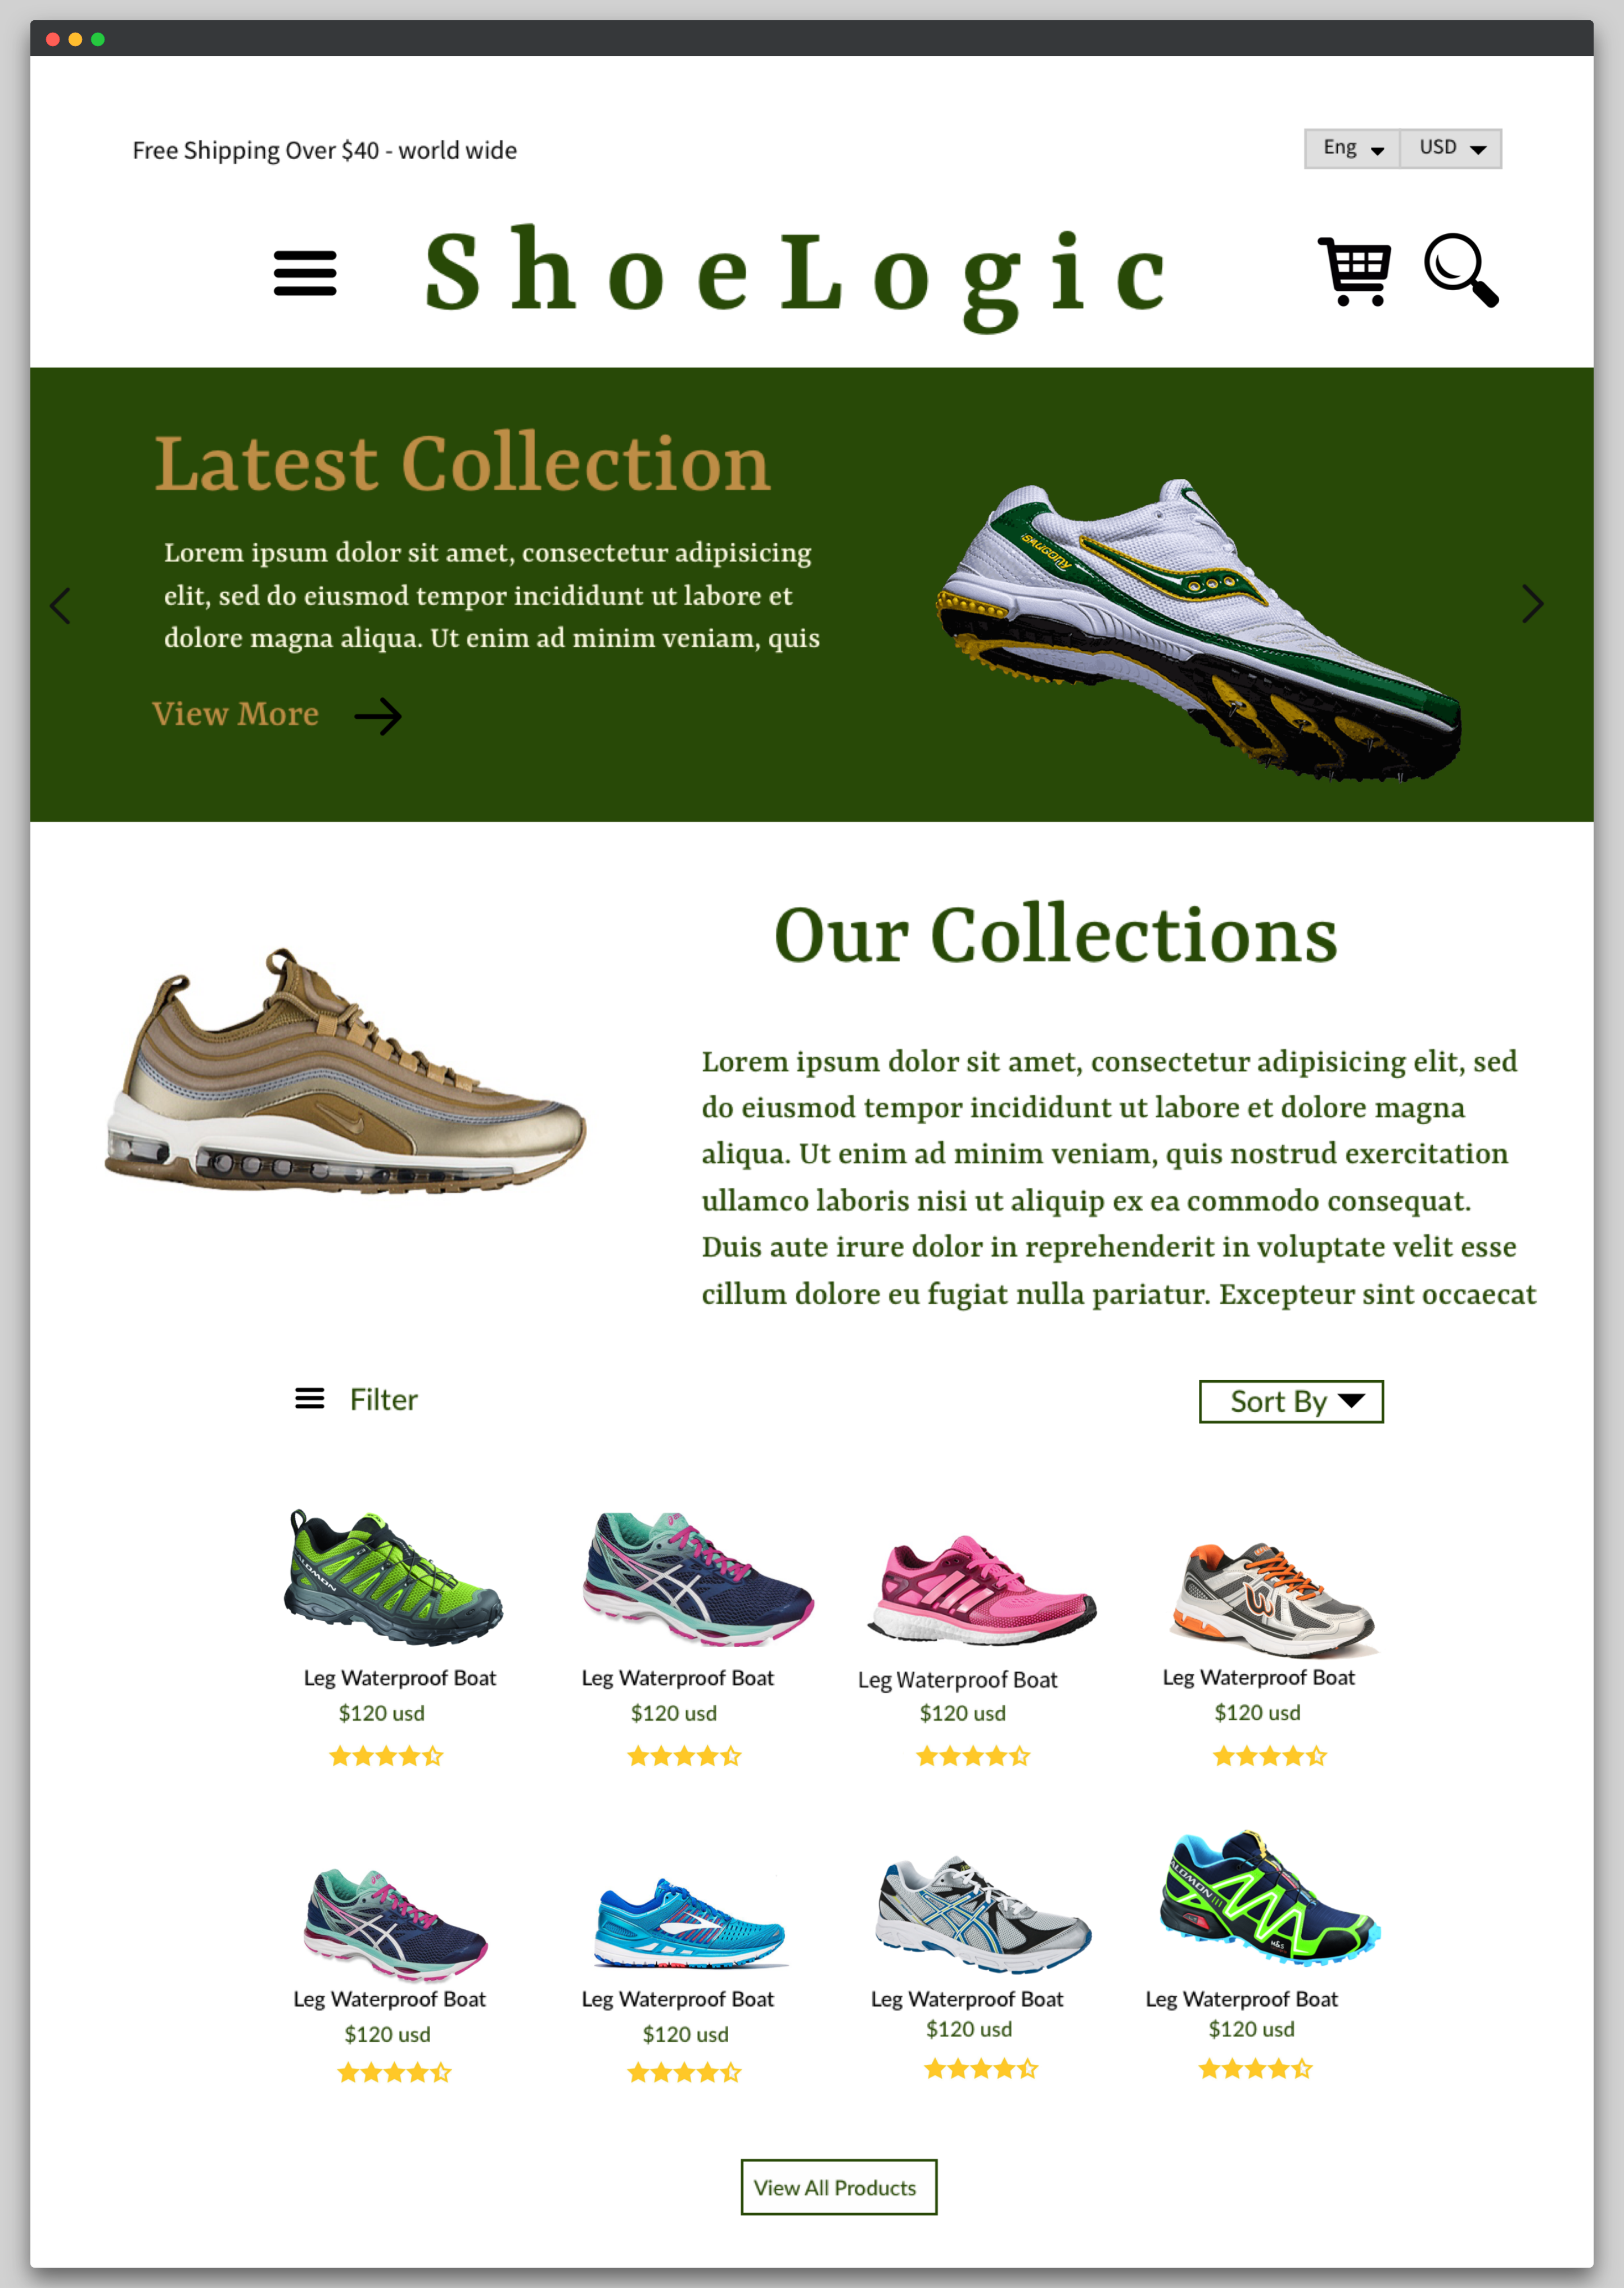 Free Shipping Over $40 - world wide
Eng
USD
ShoeLogic
Latest Collection
Lorem ipsum dolor sit amet, consectetur adipisicing
elit, sed do eiusmod tempor incididunt ut labore et
dolore magna aliqua. Ut enim ad minim veniam, quis
View More
SAUCONY
Our Collections
Lorem ipsum dolor sit amet, consectetur adipisicing elit, sed
do eiusmod tempor incididunt ut labore et dolore magna
aliqua. Ut enim ad minim veniam, quis nostrud exercitation
ullamco laboris nisi ut aliquip ex ea commodo consequat.
Duis aute irure dolor in reprehenderit in voluptate velit esse
cillum dolore eu fugiat nulla pariatur. Excepteur sint occaecat
Filter
Sort By
Leg Waterproof Boat
$120 usd
Leg Waterproof Boat
$120 usd
Leg Waterproof Boat
$120 usd
Leg Waterproof Boat
$120 usd
Leg Waterproof Boat
$120 usd
Leg Waterproof Boat
$120 usd
Leg Waterproof Boat
$120 usd
Leg Waterproof Boat
$120 usd
View All Products